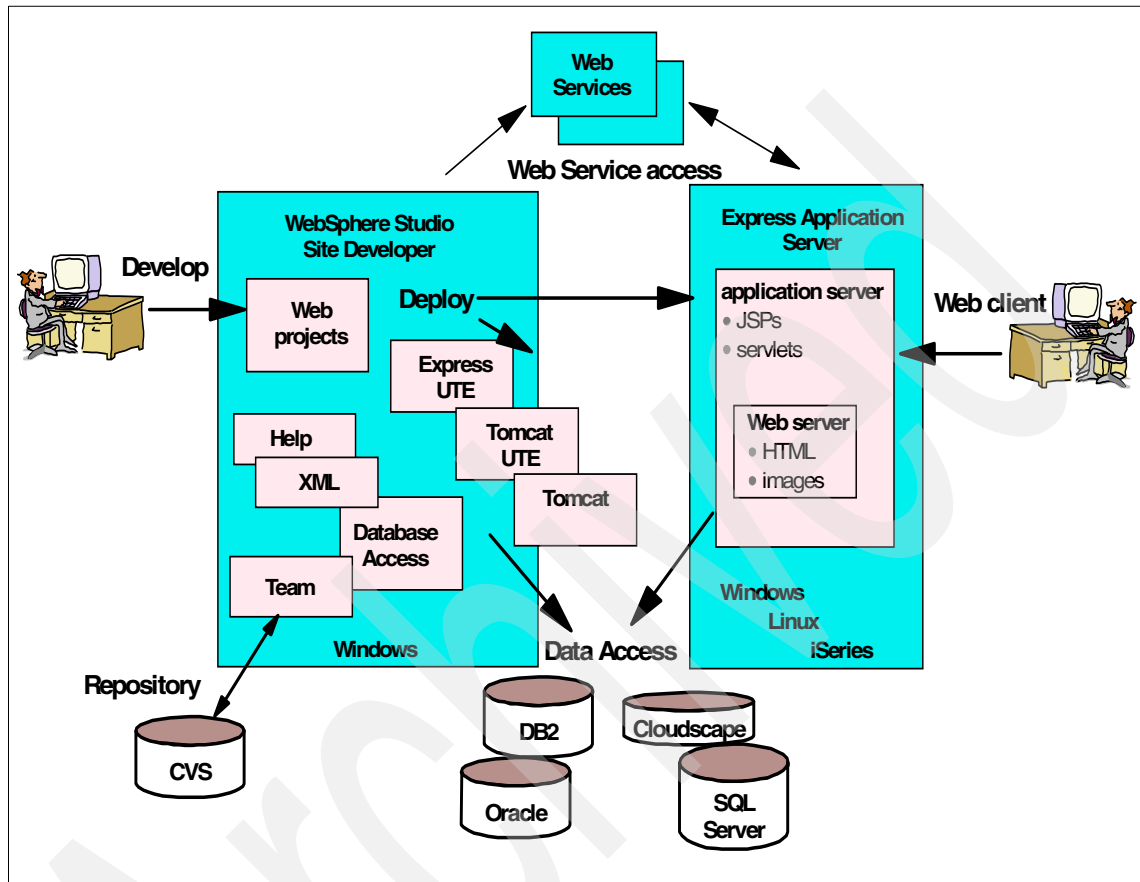 Web
Services
Web Service access
WebSphere Studio
Site Developer
Express Application
Server
Develop
Web
projects
Deploy
application server
• JSPs
• servlets
Web client
Express
UTE
Tomcat
UTE
Tomcat
Help
XML
Database
Access
Team
Web server
• HTML
• images
Windows
Windows
Linux
iSeries
Data Access
Repository
CVS
DB2
Cloudscape
Oracle
SQL
Server
Archived